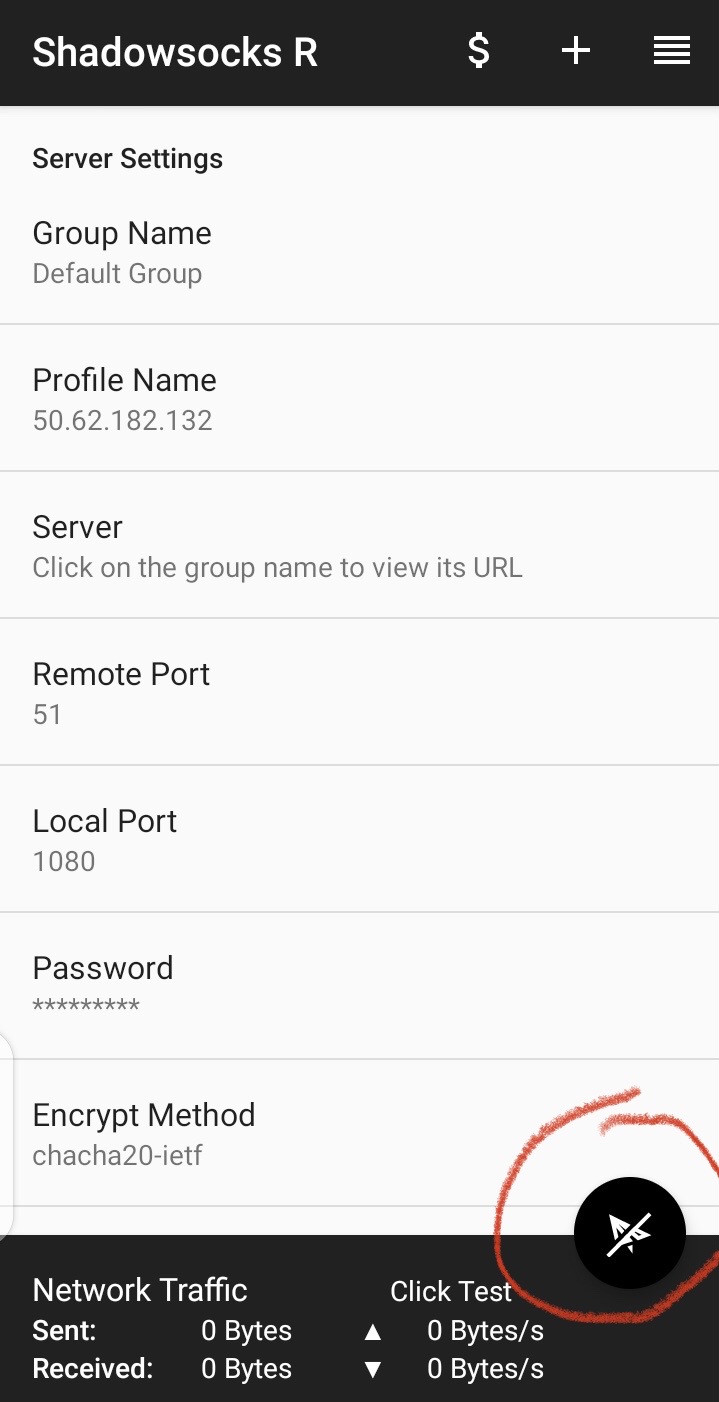 Shadowsocks R $ +
Server Settings
Group Name
Default Group
Profile Name
50.62.182.132
Server
Click on the group name to view its URL
Remote Port
51
Local Port
1080
Password
*********
Encrypt Method
chacha20-ietf
Network Traffic Click Test
Sent: 0 Bytes ▲ 0 Bytes/s
Received: 0 Bytes ▼ 0 Bytes/s